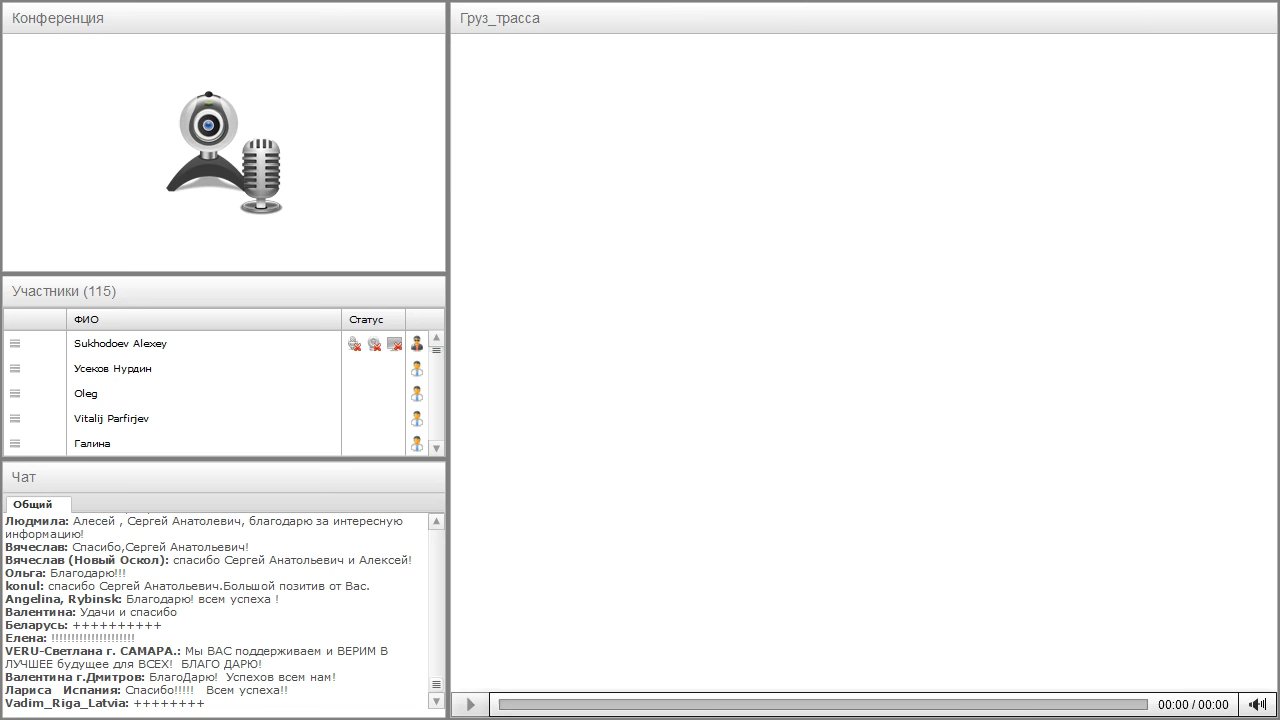 Конференция
Груз_трасса
Участники (115)
ФИО Статус
Sukhodoev Alexey
Усеков Нурдин
Oleg
Vitalij Parfirjev
Галина
Чат
Общий
Людмила: Алесей , Сергей Анатолевич, благодарю за интересную
информацию!
Вячеслав: Спасибо,Сергей Анатольевич!
Вячеслав (Новый Оскол): спасибо Сергей Анатольевич и Алексей!
Ольга: Благодарю!!!
konul: спасибо Сергей Анатольевич.Большой позитив от Вас.
Angelina, Rybinsk: Благодарю! всем успеха !
Валентина: Удачи и спасибо
Беларусь: ++++++++++
Елена: !!!!!!!!!!!!!!!!!!!!!
VERU-Светлана г. САМАРА.: Мы ВАС поддерживаем и ВЕРИМ В
ЛУЧШЕЕ будущее для ВСЕХ! БЛАГО ДАРЮ!
Валентина г.Дмитров: БлагоДарю! Успехов всем нам!
Лариса Испания: Спасибо!!!!! Всем успеха!!
Vadim_Riga_Latvia: ++++++++
00:00 / 00:00